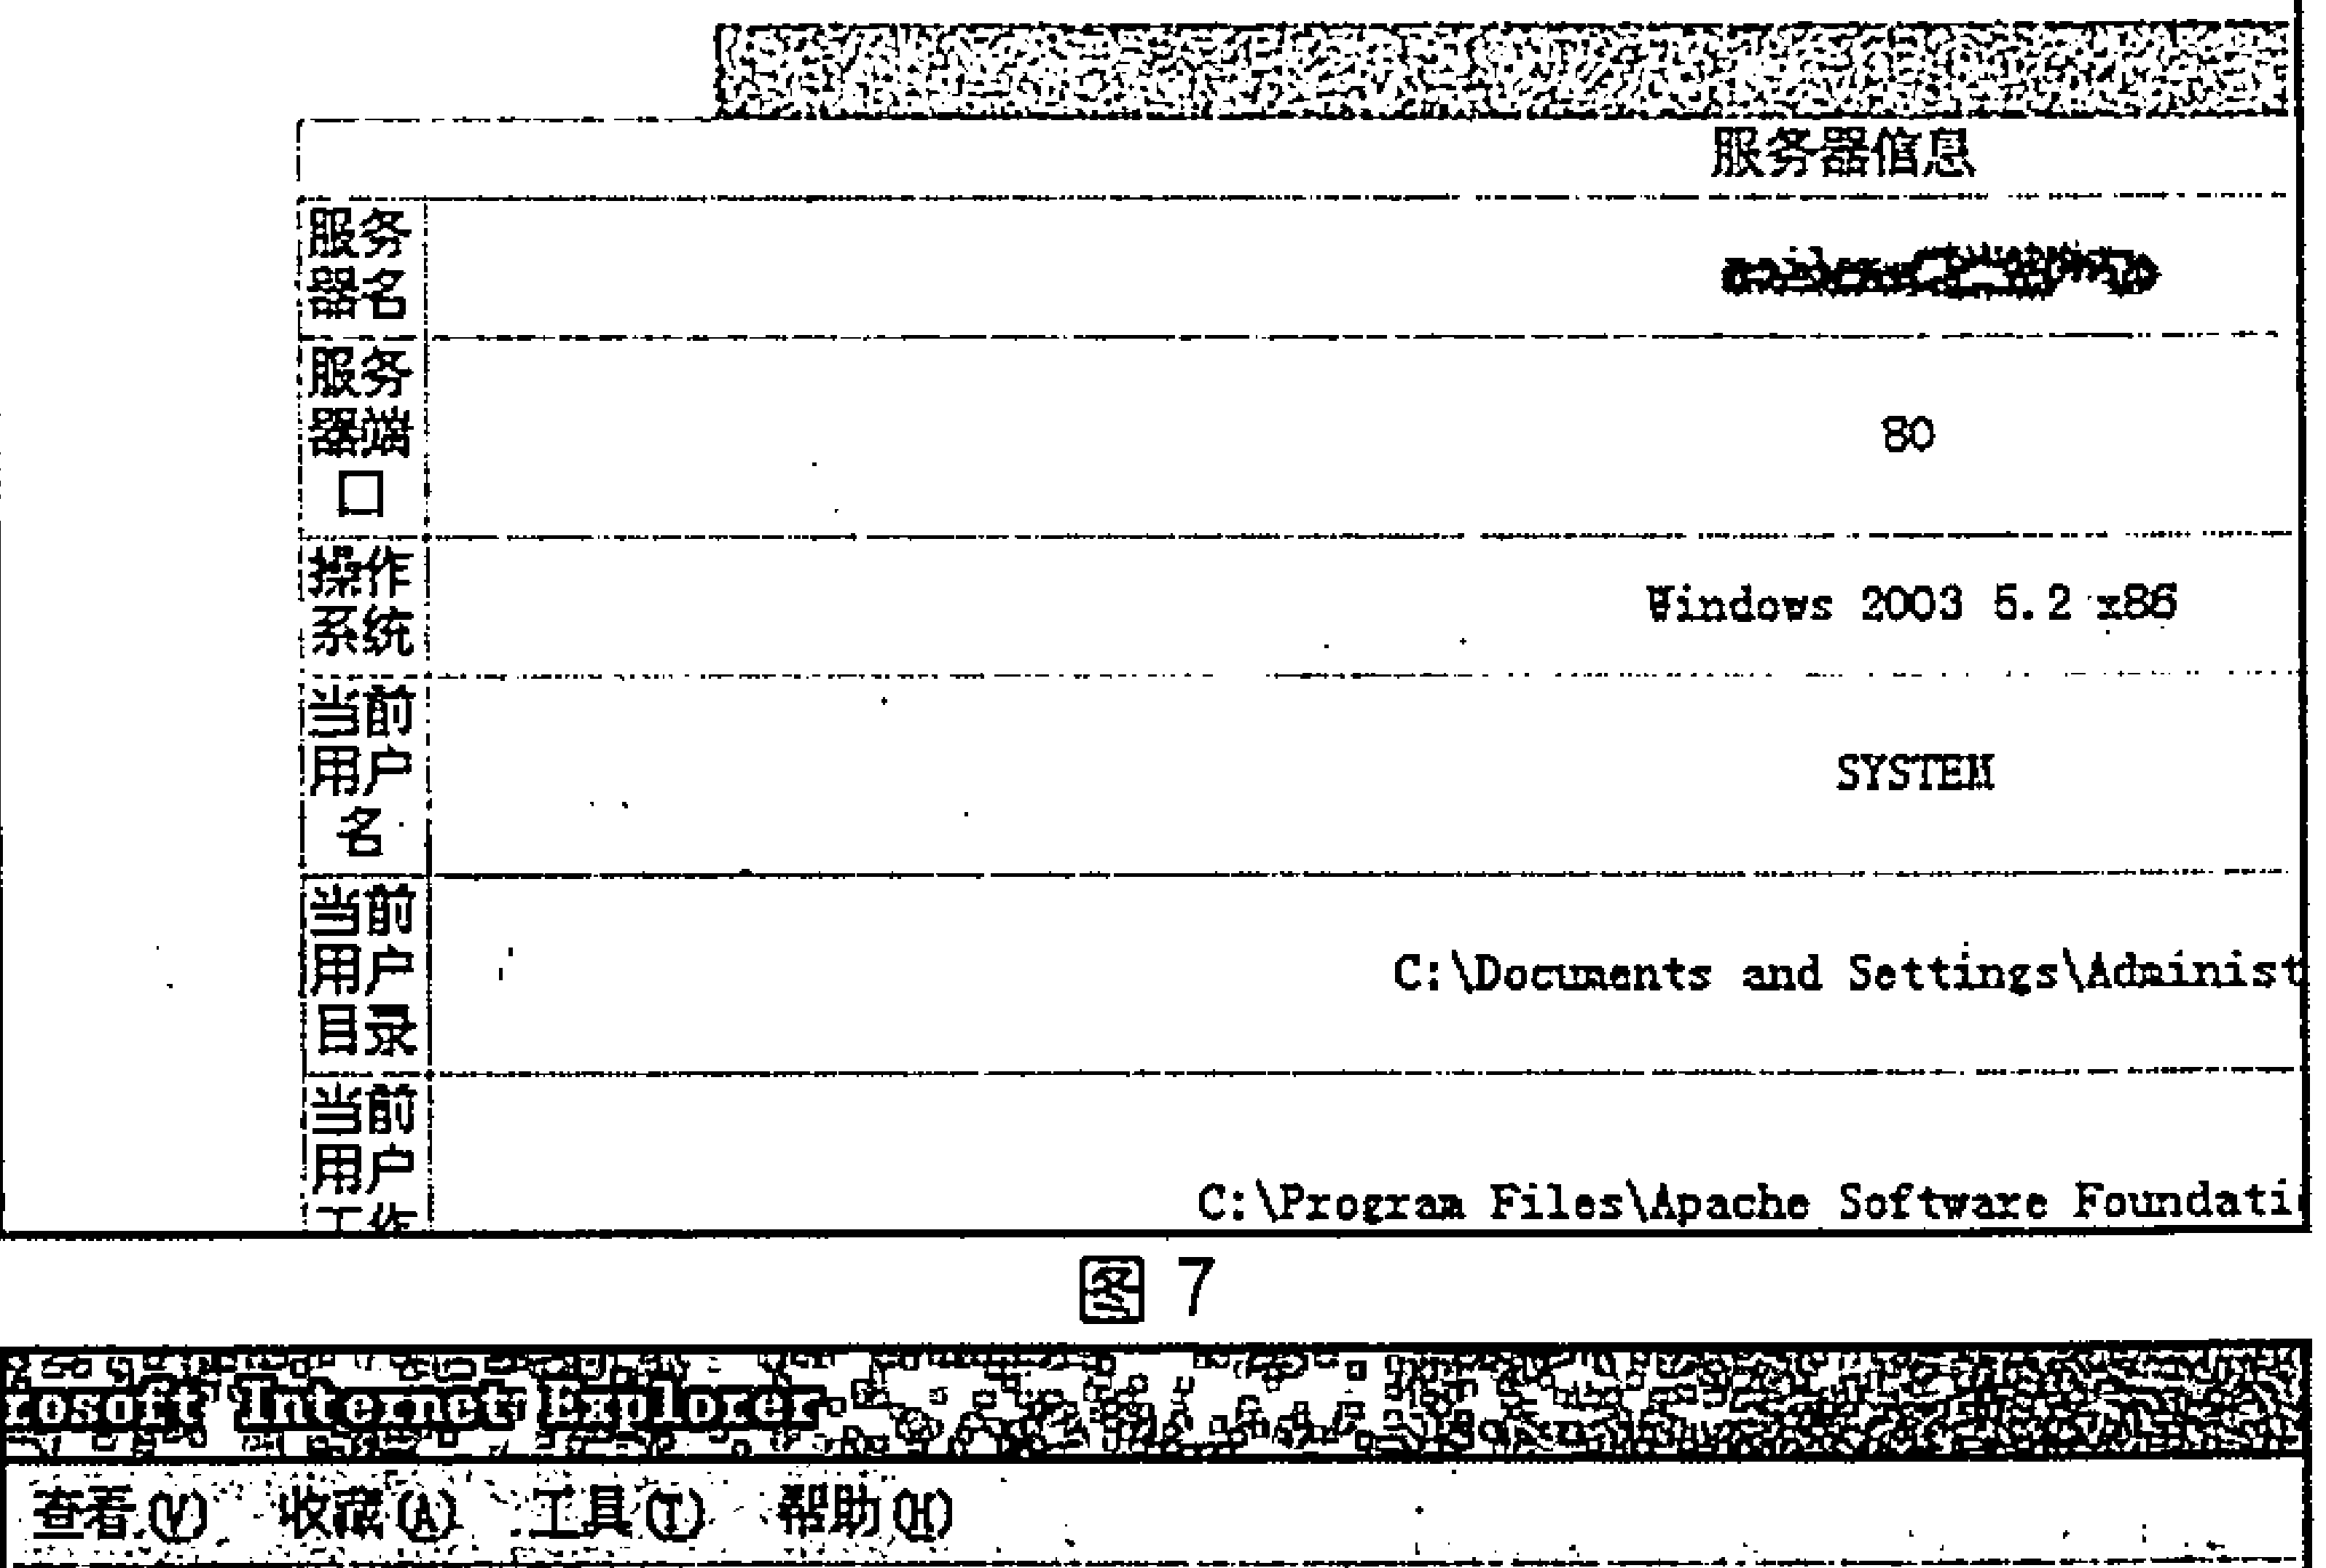 服务器信息
服务
器名
服务
器端
口
80
操作
系统
Windows 2003 5.2 x86
当前
用户
名
SYSTEM
当前
用户
目录
C:\Documents and Settings\Administ
当前
用户
工作
C:\Program Files\Apache Software Foundati
图 7
rosoft Internet Explorer
查看(V) 收藏(A) 工具(T) 帮助(H)